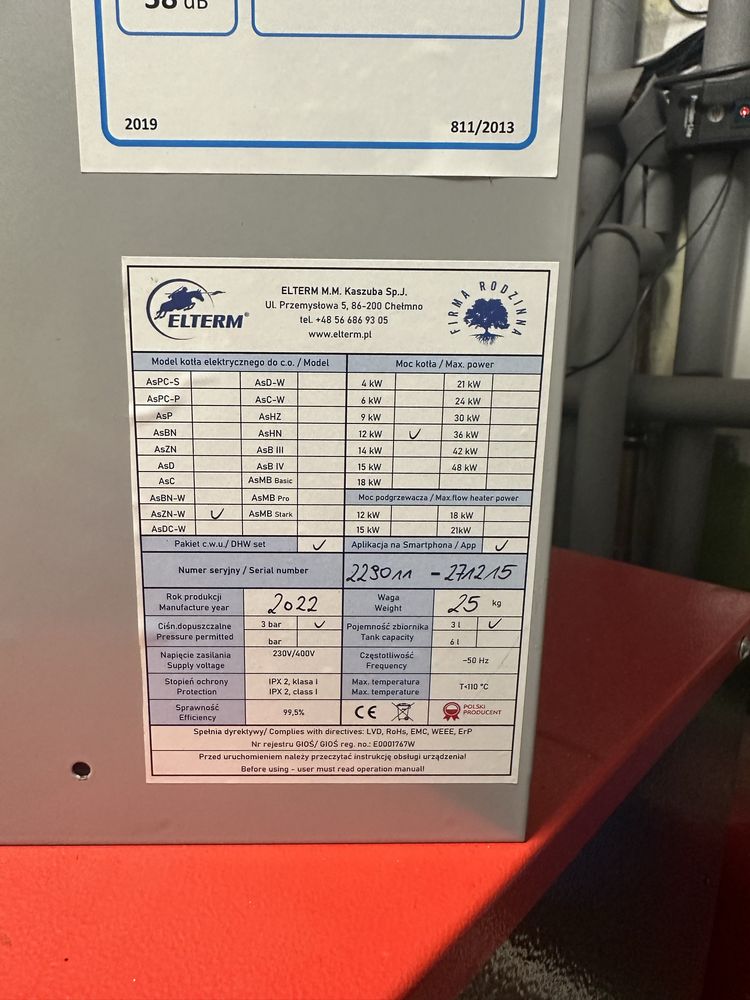 58 dB
2019 811/2013
ELTERM®
ELTERM M.M. Kaszuba Sp.J.
Ul. Przemysłowa 5, 86-200 Chełmno
tel. +48 56 686 93 05
www.elterm.pl
FIRMA RODZINNA
Model kotła elektrycznego do c.o. / Model Moc kotła / Max. power
AsPC-S AsD-W 4 kW 21 kW
AsPC-P AsC-W 6 kW 24 kW
AsP AsHZ 9 kW 30 kW
AsBN AsHN 12 kW ✓ 36 kW
AsZN AsB III 14 kW 42 kW
AsD AsB IV 15 kW 48 kW
AsC AsMB Basic 18 kW
AsBN-W AsMB Pro Moc podgrzewacza / Max.flow heater power
AsZN-W ✓ AsMB Stark 12 kW 18 kW
AsDC-W 15 kW 21kW
Pakiet c.w.u./ DHW set ✓ Aplikacja na Smartphona / App ✓
Numer seryjny / Serial number 223011 - 271215
Rok produkcji 2022 Waga 25 kg
Manufacture year Weight
Ciśn.dopuszczalne 3 bar ✓ Pojemność zbiornika 3 l ✓
Pressure permitted bar Tank capacity 6 l
Napięcie zasilania 230V/400V Częstotliwość ~50 Hz
Supply voltage Frequency
Stopień ochrony IPX 2, klasa I Max. temperatura T<110 °C
Protection IPX 2, class I Max. temperature
Sprawność 99,5% CE POLSKI
Efficiency PRODUCENT
Spełnia dyrektywy/ Complies with directives: LVD, RoHs, EMC, WEEE, ErP
Nr rejestru GIOŚ/ GIOŚ reg. no.: E0001767W
Przed uruchomieniem należy przeczytać instrukcję obsługi urządzenia!
Before using - user must read operation manual!